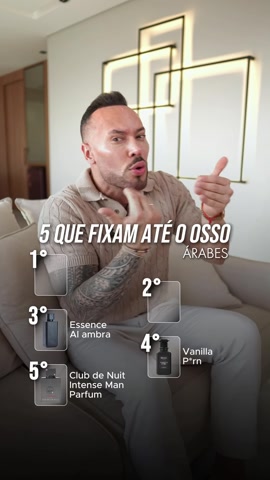 5 QUE FIXAM ATÉ O OSSO
ÁRABES
1°
2°
3°
Essence
Al ambra
4°
Vanilla
P*rn
5°
Club de Nuit
Intense Man
Parfum